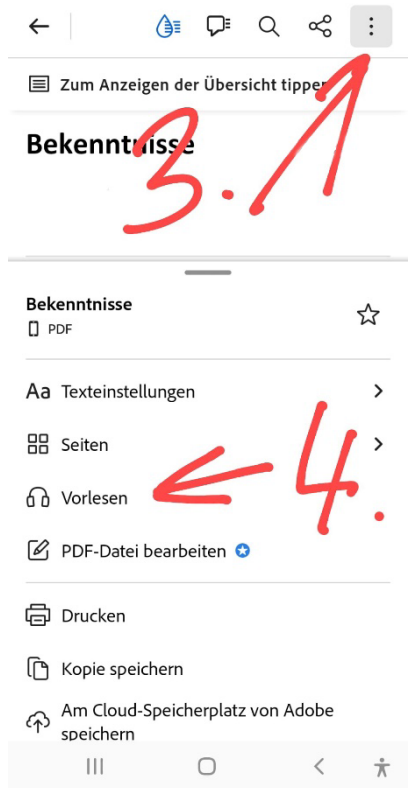 Zum Anzeigen der Übersicht tippen
Bekenntnisse
3.
Bekenntnisse
PDF
Aa Texteinstellungen
Seiten
4.
Vorlesen
PDF-Datei bearbeiten
Drucken
Kopie speichern
Am Cloud-Speicherplatz von Adobe
speichern